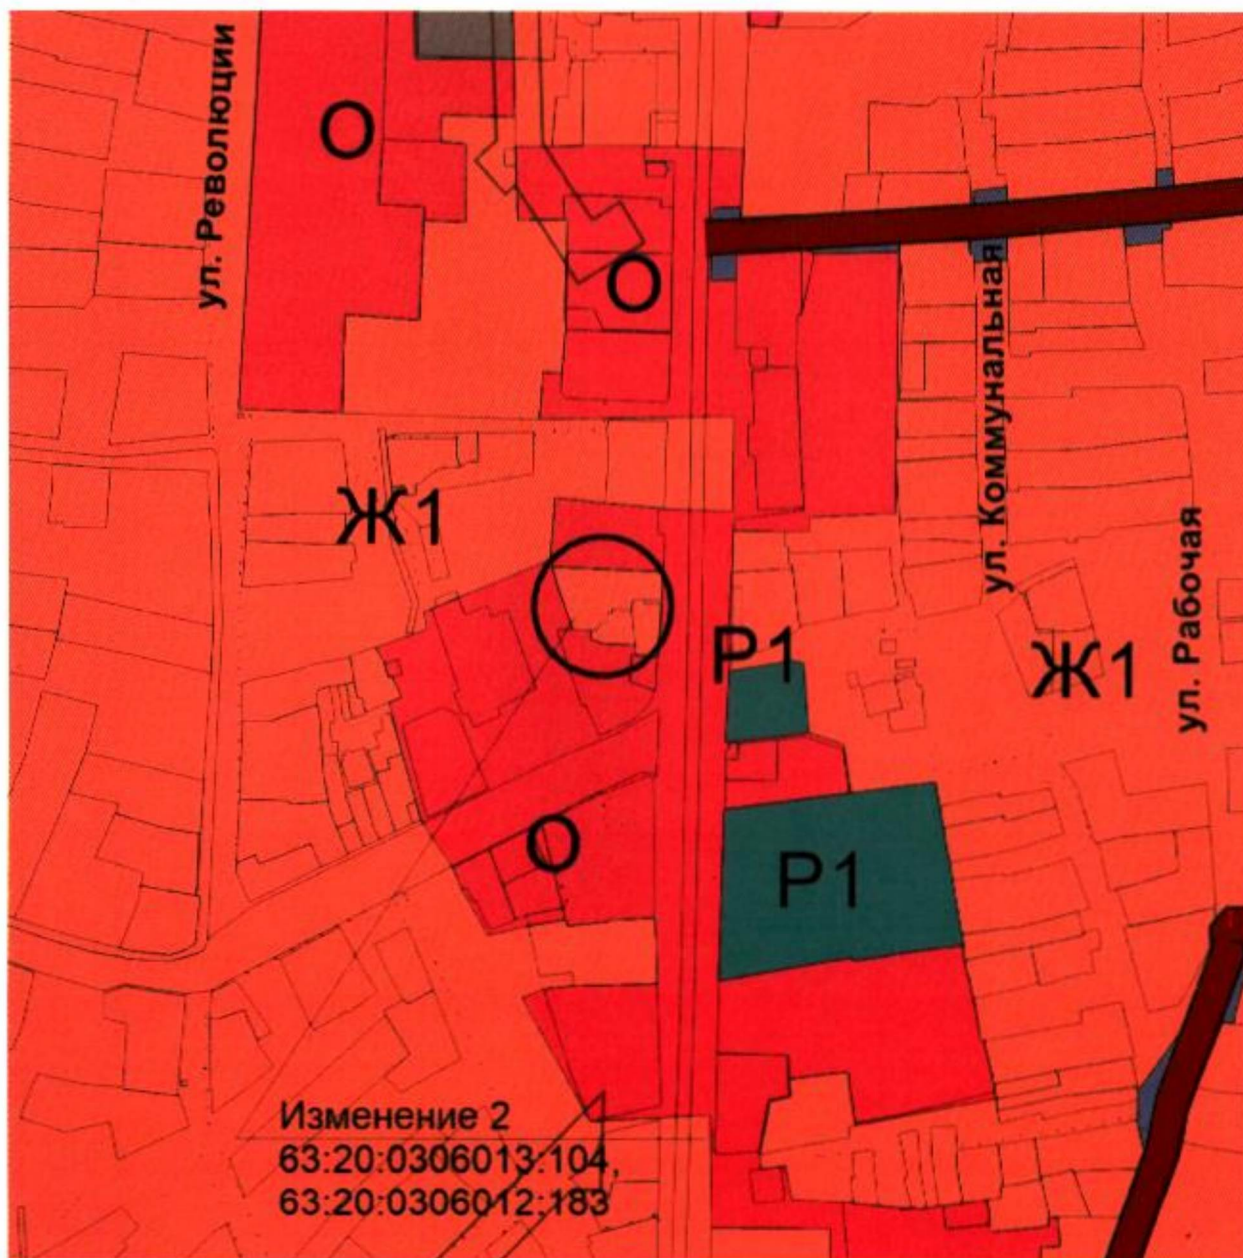 ул. Революции
О
О
ул. Коммунальная
Ж1
ул. Рабочая
Р1
Ж1
О
Р1
Изменение 2
63:20:0306013:104,
63:20:0306012:183